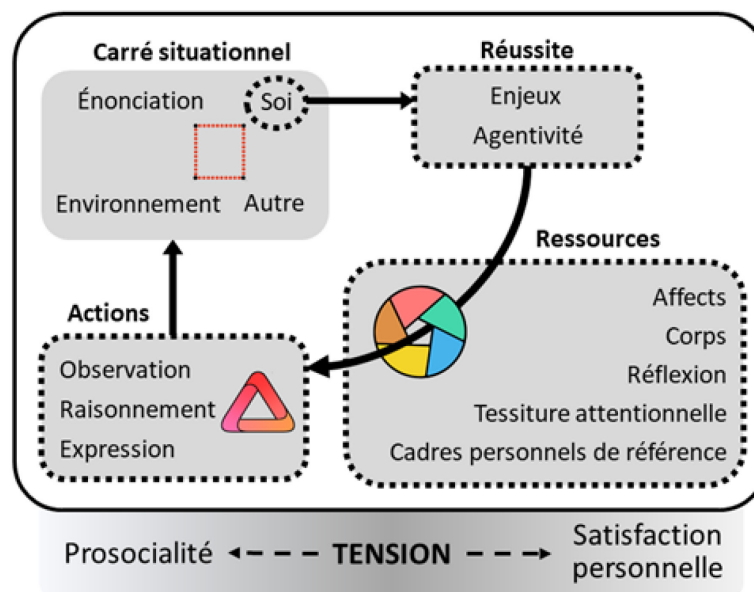 Carré situationnel
Énonciation
Soi
Environnement
Autre
Réussite
Enjeux
Agentivité
Ressources
Affects
Corps
Réflexion
Tessiture attentionnelle
Cadres personnels de référence
Actions
Observation
Raisonnement
Expression
Prosocialité
TENSION
Satisfaction
personnelle